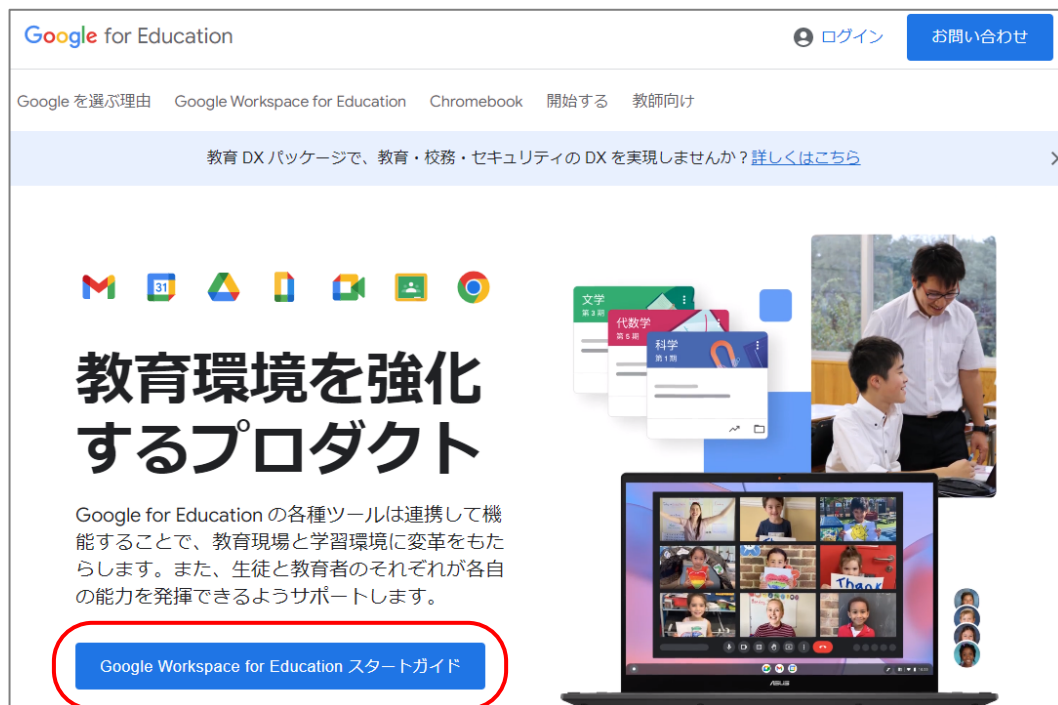 Google for Education
ログイン
お問い合わせ
Google を選ぶ理由 Google Workspace for Education Chromebook 開始する 教師向け
教育 DX パッケージで、教育・校務・セキュリティの DX を実現しませんか？詳しくはこちら
31
教育環境を強化
するプロダクト
Google for Education の各種ツールは連携して機
能することで、教育現場と学習環境に変革をもた
らします。また、生徒と教育者のそれぞれが各自
の能力を発揮できるようサポートします。
Google Workspace for Education スタートガイド
文学
第 2 期
代数学
第 5 期
科学
第 1 期
Thank
ASUS